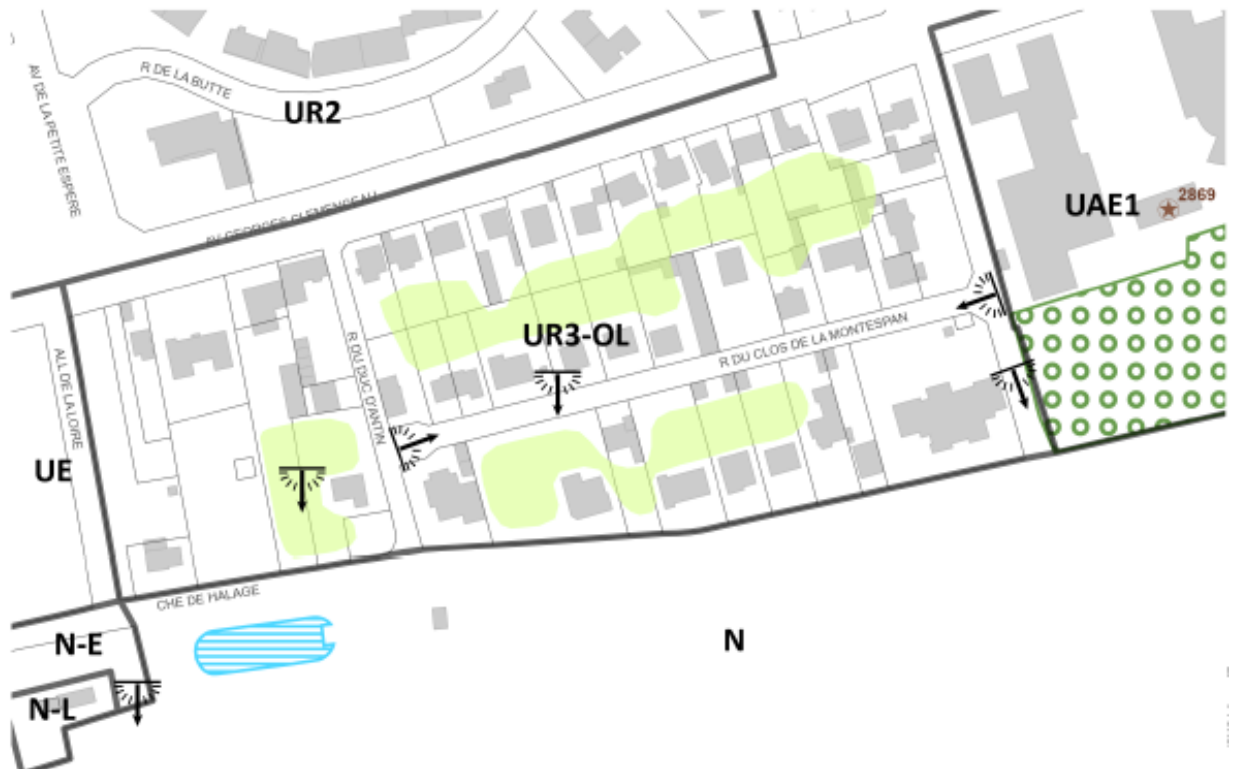 R DE LA BUTTE
AV DE LA PETITE ESPERE
UR2
2869
UAE1
AV GEORGES CLEMENCEAU
UR3-OL
R DU CLOS DE LA MONTESPAN
R DU DUC D'ANTIN
ALL DE LA LOIRE
UE
CHE DE HALAGE
N-E
N
N-L